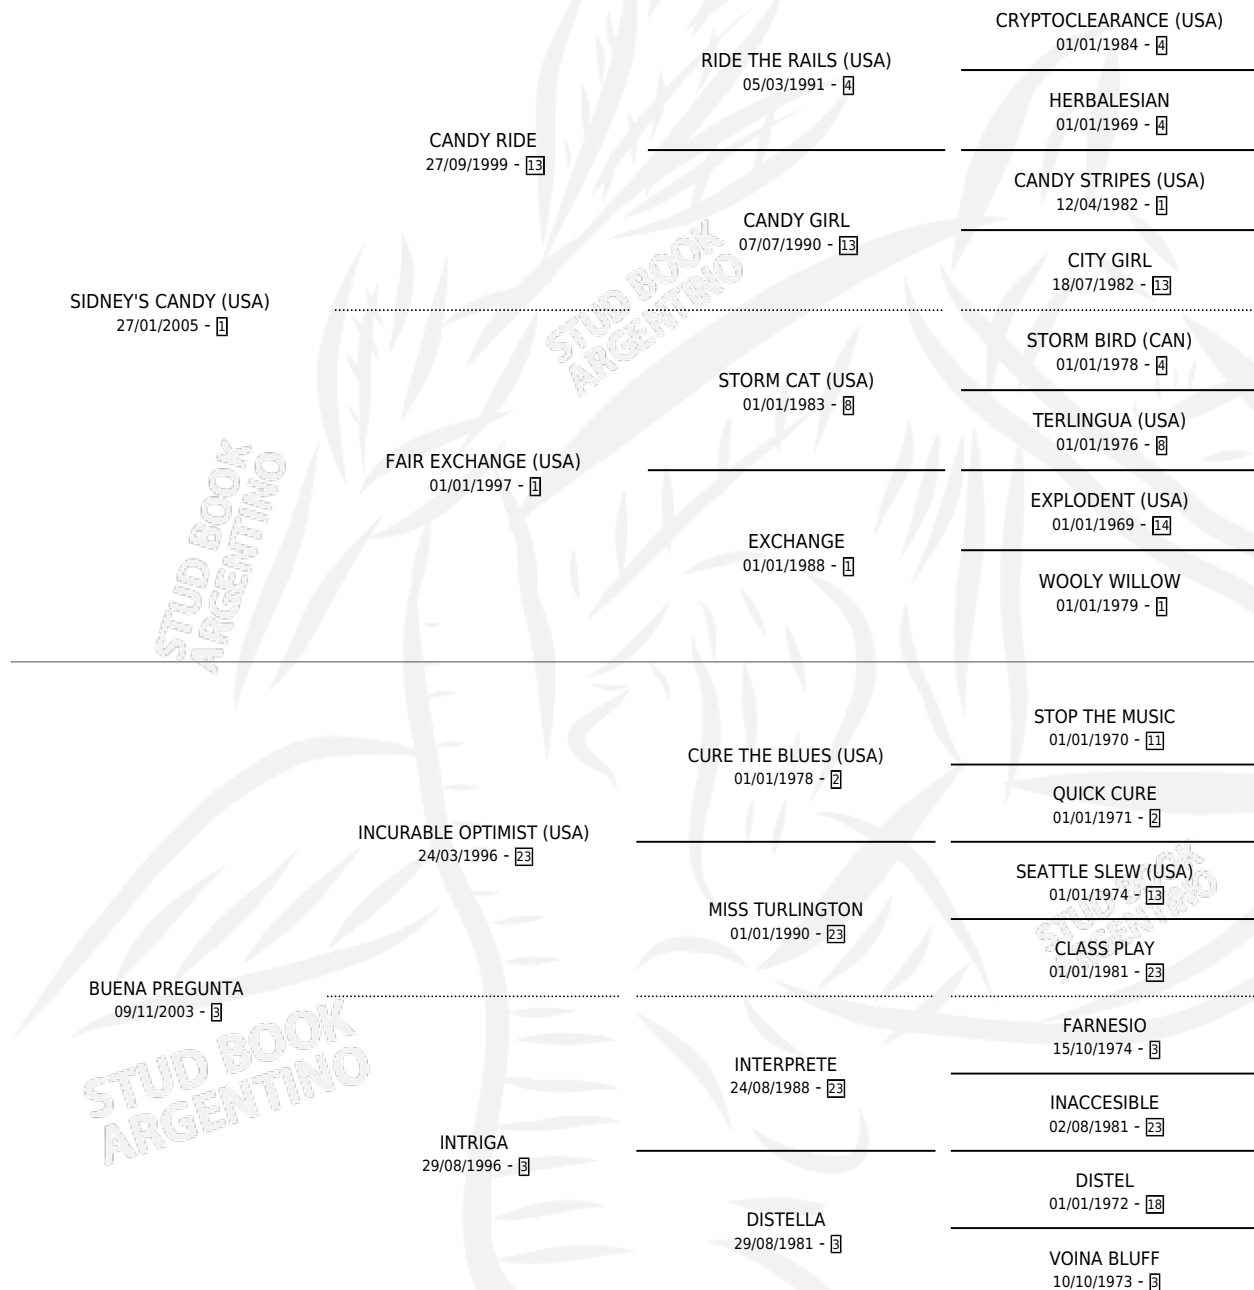 CRYPTOCLEARANCE (USA)
01/01/1984 - 4
RIDE THE RAILS (USA)
05/03/1991 - 4
HERBALESIAN
01/01/1969 - 4
CANDY RIDE
27/09/1999 - 13
CANDY STRIPES (USA)
12/04/1982 - 1
CANDY GIRL
07/07/1990 - 13
CITY GIRL
18/07/1982 - 13
SIDNEY'S CANDY (USA)
27/01/2005 - 1
STORM BIRD (CAN)
01/01/1978 - 4
STORM CAT (USA)
01/01/1983 - 8
TERLINGUA (USA)
01/01/1976 - 8
FAIR EXCHANGE (USA)
01/01/1997 - 1
EXPLODENT (USA)
01/01/1969 - 14
EXCHANGE
01/01/1988 - 1
WOOLY WILLOW
01/01/1979 - 1
STOP THE MUSIC
01/01/1970 - 11
CURE THE BLUES (USA)
01/01/1978 - 2
QUICK CURE
01/01/1971 - 2
INCURABLE OPTIMIST (USA)
24/03/1996 - 23
SEATTLE SLEW (USA)
01/01/1974 - 13
MISS TURLINGTON
01/01/1990 - 23
CLASS PLAY
01/01/1981 - 23
BUENA PREGUNTA
09/11/2003 - 3
FARNESIO
15/10/1974 - 3
INTERPRETE
24/08/1988 - 23
INACCESIBLE
02/08/1981 - 23
INTRIGA
29/08/1996 - 3
DISTEL
01/01/1972 - 18
DISTELLA
29/08/1981 - 3
VOINA BLUFF
10/10/1973 - 3
STUD BOOK
ARGENTINO
STUD BOOK
ARGENTINO
STUD BOOK
ARGENTINO
STUD BOOK
ARGENTINO